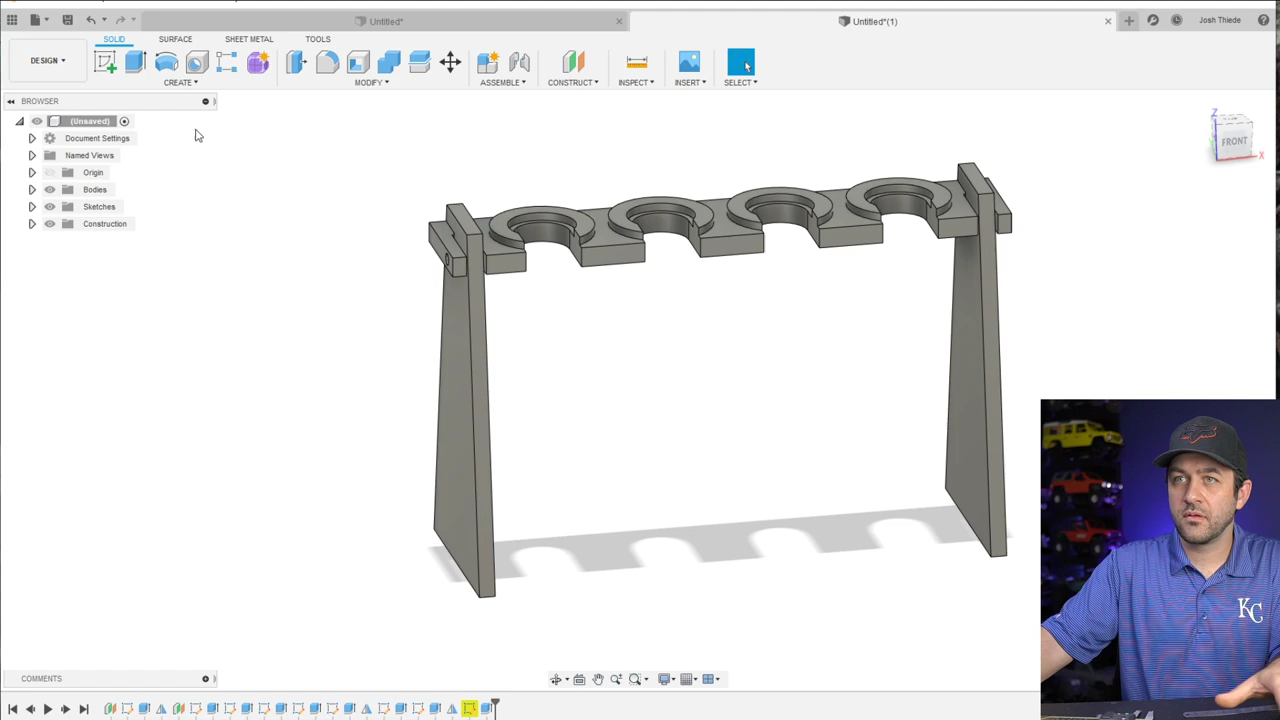 Untitled*
Untitled*(1)
Josh Thiede
DESIGN
SOLID
SURFACE
SHEET METAL
TOOLS
CREATE
MODIFY
ASSEMBLE
CONSTRUCT
INSPECT
INSERT
SELECT
BROWSER
(Unsaved)
Document Settings
Named Views
Origin
Bodies
Sketches
Construction
Z
FRONT
X
KC
COMMENTS